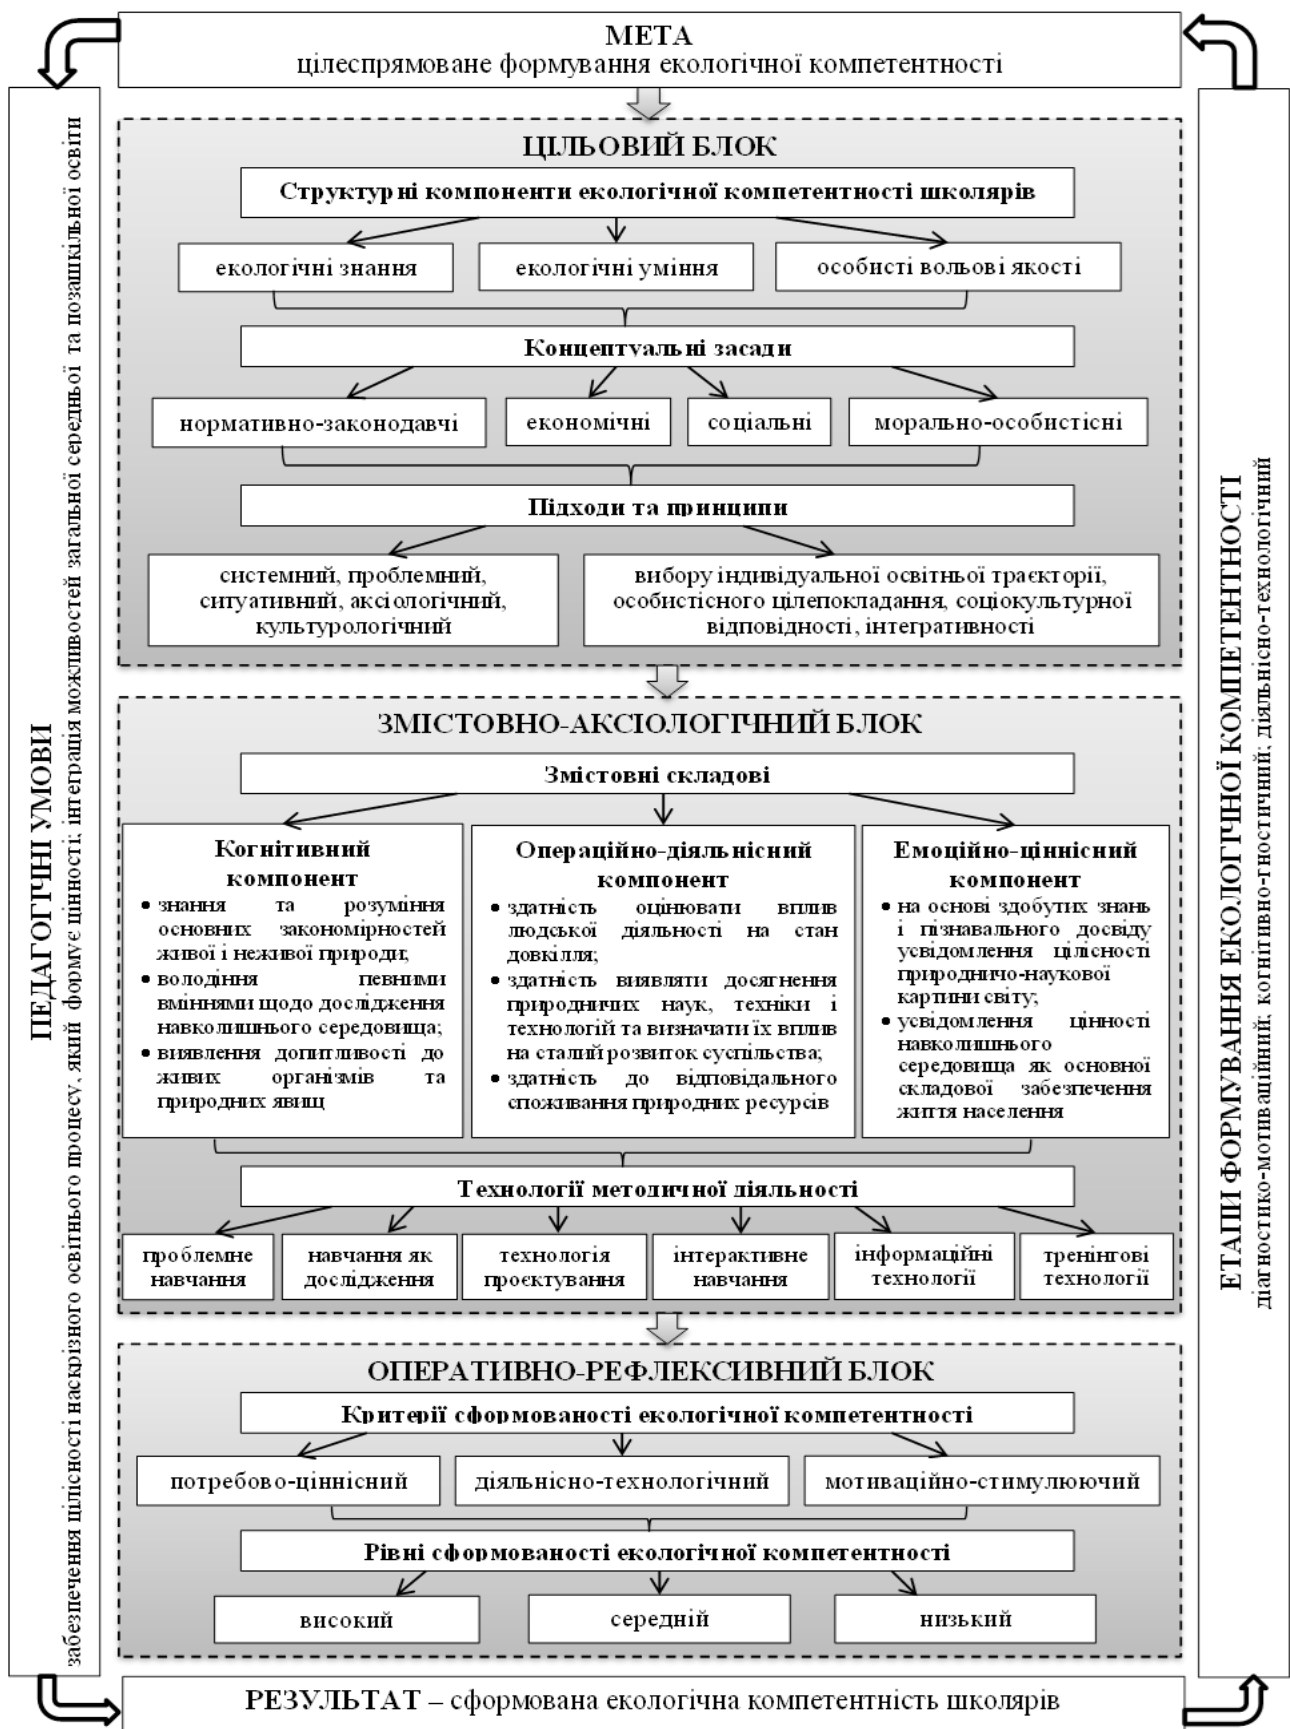 МЕТА
цілеспрямоване формування екологічної компетентності
ПЕДАГОГІЧНІ УМОВИ
забезпечення цілісності наскрізного освітнього процесу, який формує цінності; інтеграція можливостей загальної середньої та позашкільної освіти
ЦІЛЬОВИЙ БЛОК
Структурні компоненти екологічної компетентності школярів
екологічні знання
екологічні уміння
особисті вольові якості
Концептуальні засади
нормативно-законодавчі
економічні
соціальні
морально-особистісні
Підходи та принципи
системний, проблемний,
ситуативний, аксіологічний,
культурологічний
вибору індивідуальної освітньої траєкторії,
особистісного цілепокладання, соціокультурної
відповідності, інтегративності
ЗМІСТОВНО-АКСІОЛОГІЧНИЙ БЛОК
Змістовні складові
Когнітивний
компонент
• знання та розуміння
основних закономірностей
живої і неживої природи;
• володіння певними
вміннями щодо дослідження
навколишнього середовища;
• виявлення допитливості до
живих організмів та
природних явищ
Операційно-діяльнісний
компонент
• здатність оцінювати вплив
людської діяльності на стан
довкілля;
• здатність виявляти досягнення
природничих наук, техніки і
технологій та визначати їх вплив
на сталий розвиток суспільства;
• здатність до відповідального
споживання природних ресурсів
Емоційно-ціннісний
компонент
• на основі здобутих знань
і пізнавального досвіду
усвідомлення цілісності
природничо-наукової
картини світу;
• усвідомлення цінності
навколишнього
середовища як основної
складової забезпечення
життя населення
Технології методичної діяльності
проблемне
навчання
навчання як
дослідження
технологія
проєктування
інтерактивне
навчання
інформаційні
технології
тренінгові
технології
ОПЕРАТИВНО-РЕФЛЕКСИВНИЙ БЛОК
Критерії сформованості екологічної компетентності
потребово-ціннісний
діяльнісно-технологічний
мотиваційно-стимулюючий
Рівні сформованості екологічної компетентності
високий
середній
низький
ЕТАПИ ФОРМУВАННЯ ЕКОЛОГІЧНОЇ КОМПЕТЕНТНОСТІ
діагностико-мотиваційний; когнітивно-гностичний; діяльнісно-технологічний
РЕЗУЛЬТАТ – сформована екологічна компетентність школярів